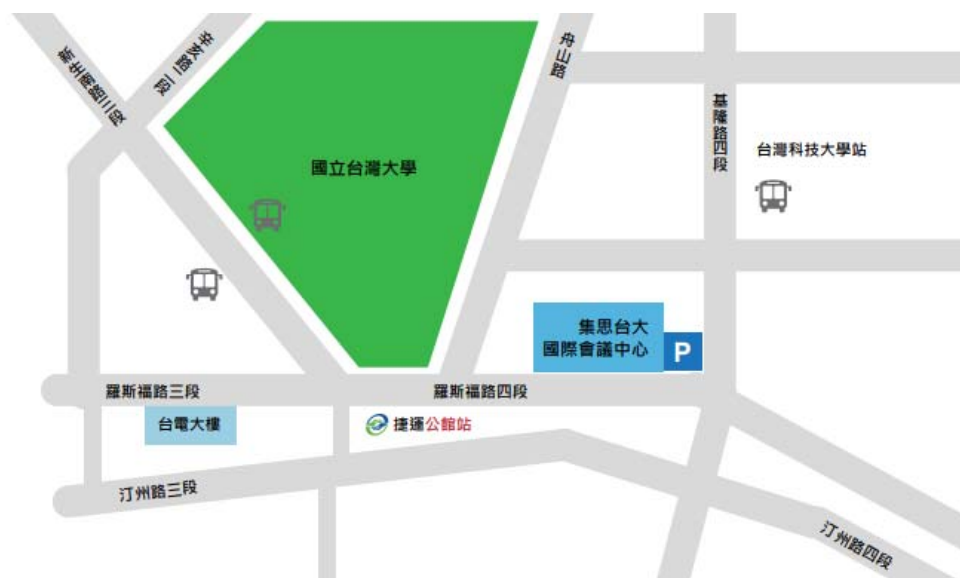 新生南路三段
辛亥路一段
舟山路
基隆路四段
台灣科技大學站
國立台灣大學
集思台大
國際會議中心
P
羅斯福路三段
羅斯福路四段
台電大樓
捷運公館站
汀州路三段
汀州路四段